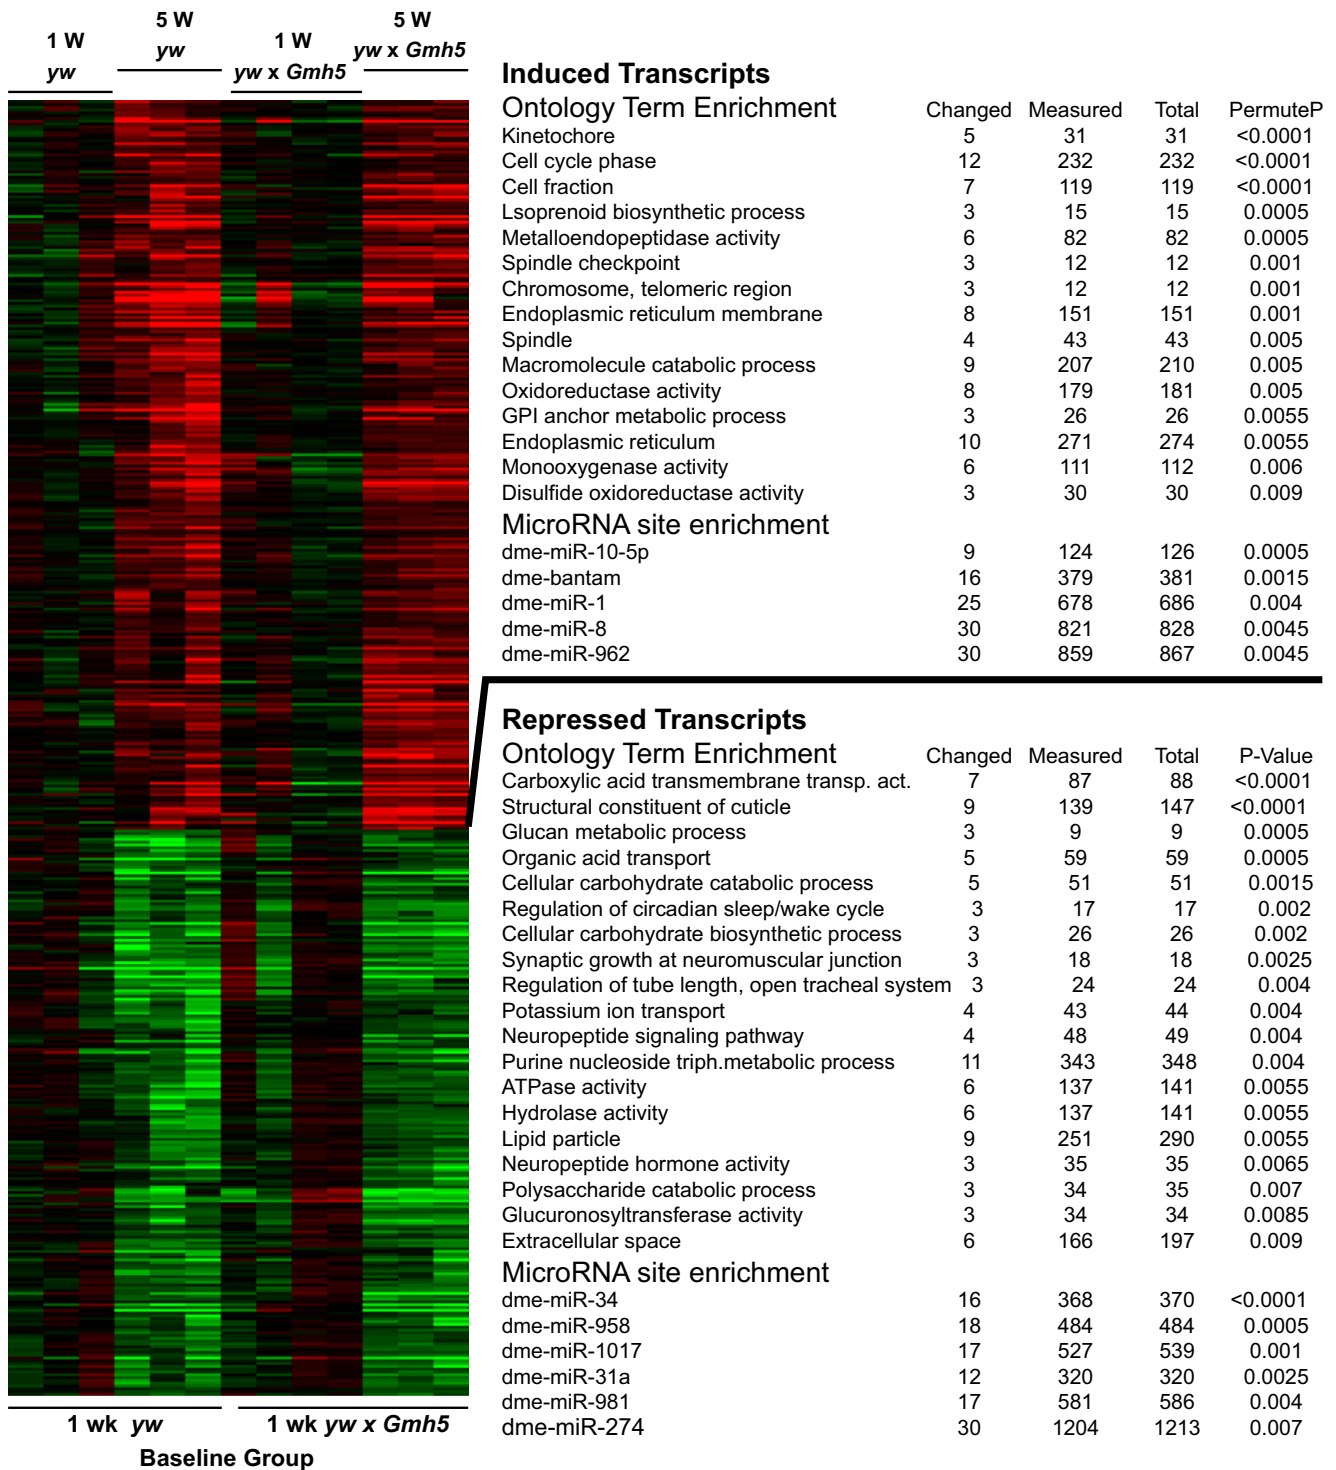 1 W
yw
5 W
yw
1 W
yw x Gmh5
5 W
yw x Gmh5
Induced Transcripts
Ontology Term Enrichment Changed Measured Total PermuteP
Kinetochore 5 31 31 <0.0001
Cell cycle phase 12 232 232 <0.0001
Cell fraction 7 119 119 <0.0001
Lsoprenoid biosynthetic process 3 15 15 0.0005
Metalloendopeptidase activity 6 82 82 0.0005
Spindle checkpoint 3 12 12 0.001
Chromosome, telomeric region 3 12 12 0.001
Endoplasmic reticulum membrane 8 151 151 0.001
Spindle 4 43 43 0.005
Macromolecule catabolic process 9 207 210 0.005
Oxidoreductase activity 8 179 181 0.005
GPI anchor metabolic process 3 26 26 0.0055
Endoplasmic reticulum 10 271 274 0.0055
Monooxygenase activity 6 111 112 0.006
Disulfide oxidoreductase activity 3 30 30 0.009
MicroRNA site enrichment
dme-miR-10-5p 9 124 126 0.0005
dme-bantam 16 379 381 0.0015
dme-miR-1 25 678 686 0.004
dme-miR-8 30 821 828 0.0045
dme-miR-962 30 859 867 0.0045
Repressed Transcripts
Ontology Term Enrichment Changed Measured Total P-Value
Carboxylic acid transmembrane transp. act. 7 87 88 <0.0001
Structural constituent of cuticle 9 139 147 <0.0001
Glucan metabolic process 3 9 9 0.0005
Organic acid transport 5 59 59 0.0005
Cellular carbohydrate catabolic process 5 51 51 0.0015
Regulation of circadian sleep/wake cycle 3 17 17 0.002
Cellular carbohydrate biosynthetic process 3 26 26 0.002
Synaptic growth at neuromuscular junction 3 18 18 0.0025
Regulation of tube length, open tracheal system 3 24 24 0.004
Potassium ion transport 4 43 44 0.004
Neuropeptide signaling pathway 4 48 49 0.004
Purine nucleoside triph.metabolic process 11 343 348 0.004
ATPase activity 6 137 141 0.0055
Hydrolase activity 6 137 141 0.0055
Lipid particle 9 251 290 0.0055
Neuropeptide hormone activity 3 35 35 0.0065
Polysaccharide catabolic process 3 34 35 0.007
Glucuronosyltransferase activity 3 34 34 0.0085
Extracellular space 6 166 197 0.009
MicroRNA site enrichment
dme-miR-34 16 368 370 <0.0001
dme-miR-958 18 484 484 0.0005
dme-miR-1017 17 527 539 0.001
dme-miR-31a 12 320 320 0.0025
dme-miR-981 17 581 586 0.004
dme-miR-274 30 1204 1213 0.007
1 wk yw 1 wk yw x Gmh5
Baseline Group